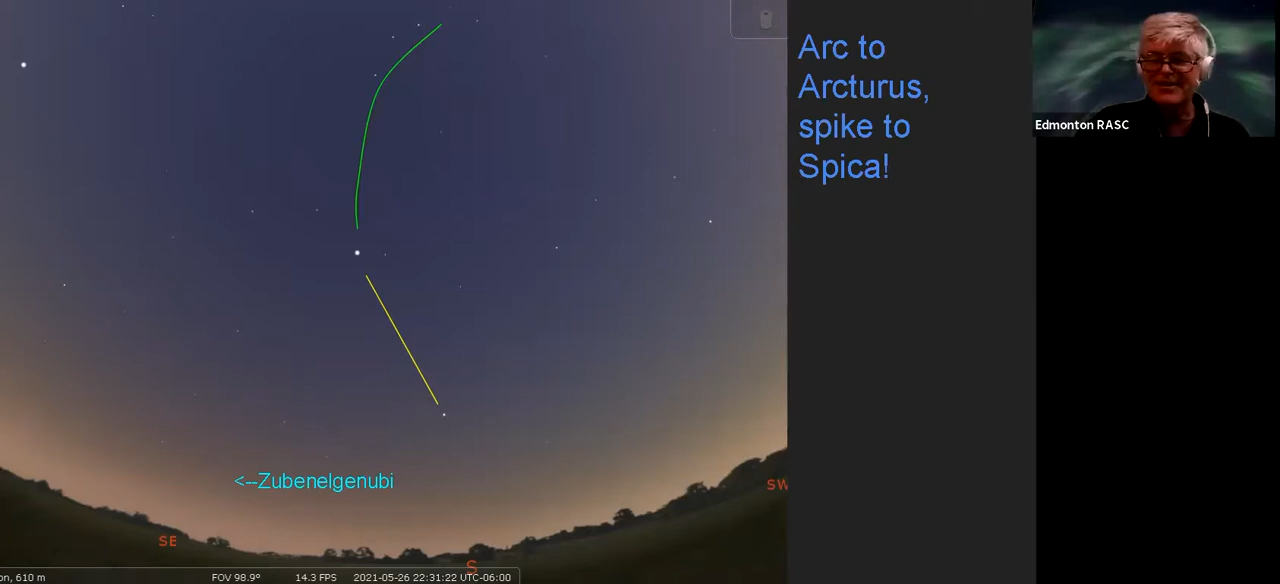 Arc to
Arcturus,
spike to
Spica!
Edmonton RASC
<--Zubenelgenubi
SE
S
SW
on, 610 m
FOV 98.9°
14.3 FPS
2021-05-26 22:31:22 UTC-06:00